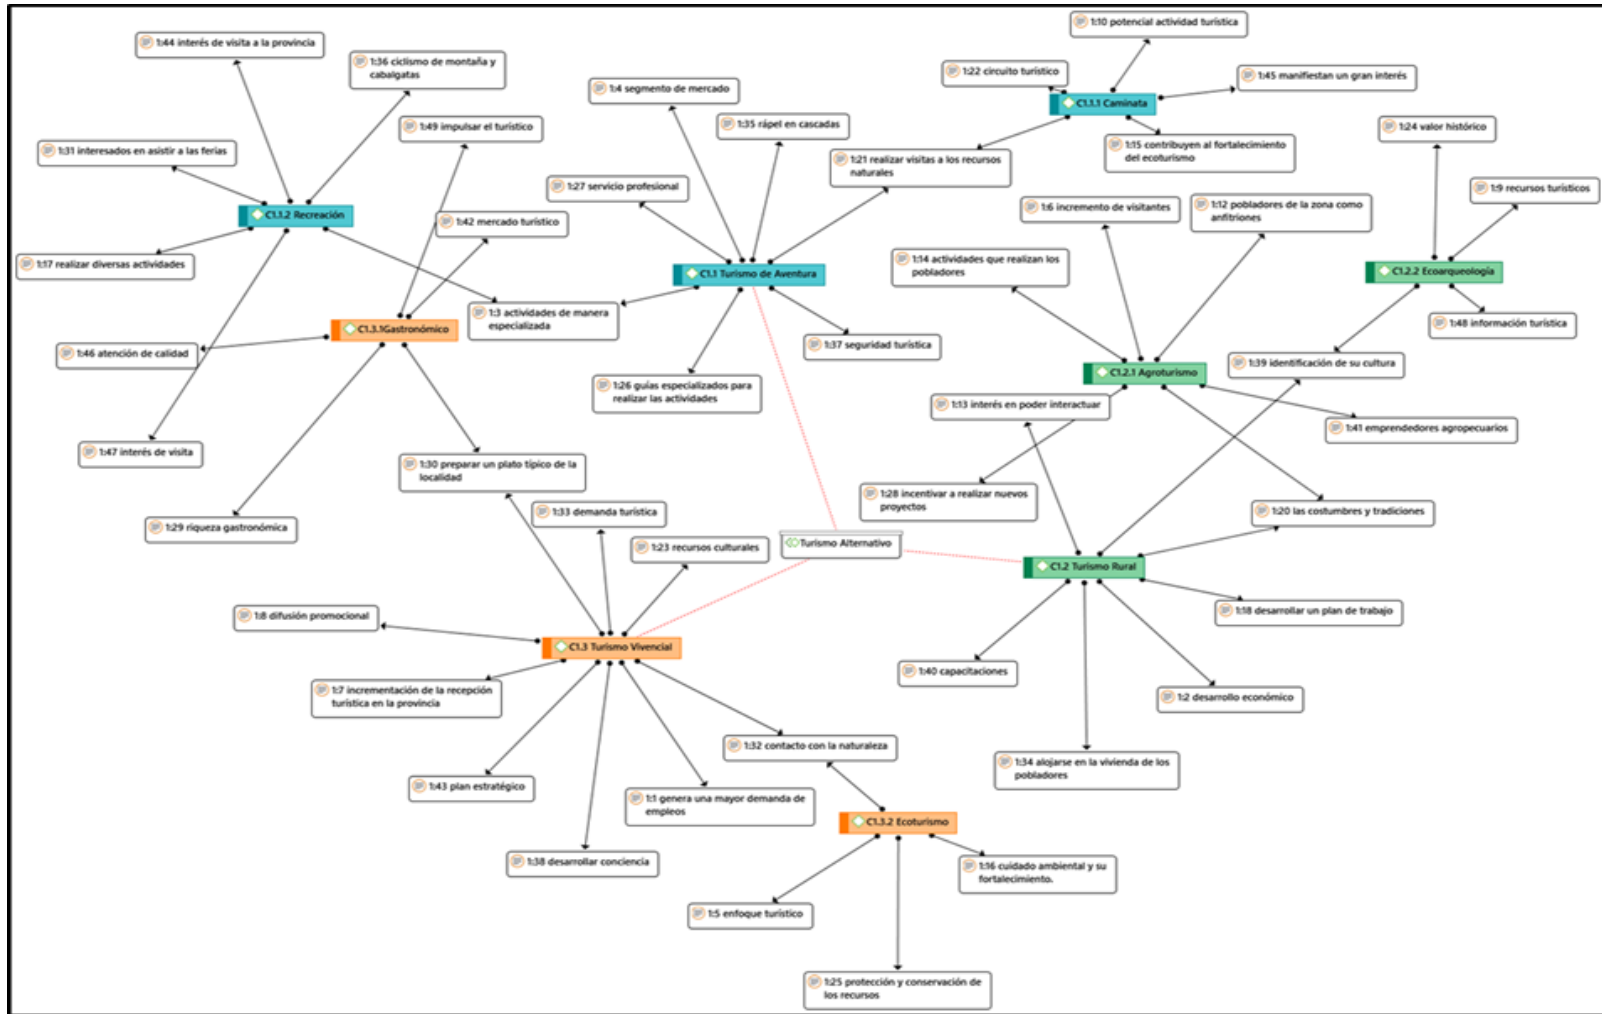 1:10 potencial actividad turística
1:44 interés de visita a la provincia
1:36 ciclismo de montaña y
cabalgatas
1:22 circuito turístico
1:45 manifiestan un gran interés
1:4 segmento de mercado
C1.1.1 Caminata
1:49 impulsar el turístico
1:35 rápel en cascadas
1:24 valor histórico
1:15 contribuyen al fortalecimiento
del ecoturismo
1:31 interesados en asistir a las ferias
1:21 realizar visitas a los recursos
naturales
1:27 servicio profesional
1:9 recursos turísticos
1:6 incremento de visitantes
1:12 pobladores de la zona como
anfitriones
C1.1.2 Recreación
1:42 mercado turístico
1:17 realizar diversas actividades
1:14 actividades que realizan los
pobladores
C1.1 Turismo de Aventura
C1.2.2 Ecoarqueología
1:3 actividades de manera
especializada
C1.3.1Gastronómico
1:48 información turística
1:46 atención de calidad
1:37 seguridad turística
1:39 identificación de su cultura
C1.2.1 Agroturismo
1:26 guías especializados para
realizar las actividades
1:13 interés en poder interactuar
1:41 emprendedores agropecuarios
1:47 interés de visita
1:30 preparar un plato típico de la
localidad
1:28 incentivar a realizar nuevos
proyectos
1:33 demanda turística
1:20 las costumbres y tradiciones
1:29 riqueza gastronómica
1:23 recursos culturales
Turismo Alternativo
C1.2 Turismo Rural
1:8 difusión promocional
1:18 desarrollar un plan de trabajo
C1.3 Turismo Vivencial
1:40 capacitaciones
1:7 incrementación de la recepción
turística en la provincia
1:2 desarrollo económico
1:32 contacto con la naturaleza
1:34 alojarse en la vivienda de los
pobladores
1:43 plan estratégico
1:1 genera una mayor demanda de
empleos
C1.3.2 Ecoturismo
1:38 desarrollar conciencia
1:16 cuidado ambiental y su
fortalecimiento.
1:5 enfoque turístico
1:25 protección y conservación de
los recursos